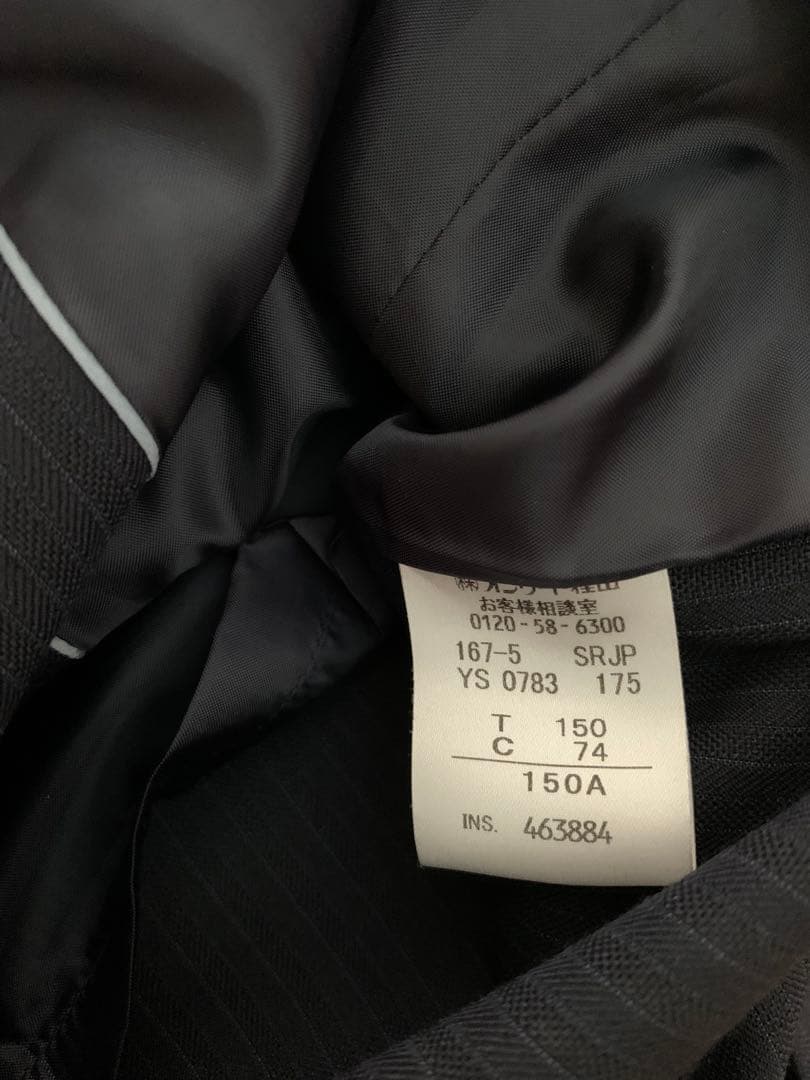 (株)オンワード樫山
お客様相談室
0120-58-6300
167-5 SRJP
YS 0783 175
T 150
C 74
150A
INS. 463884